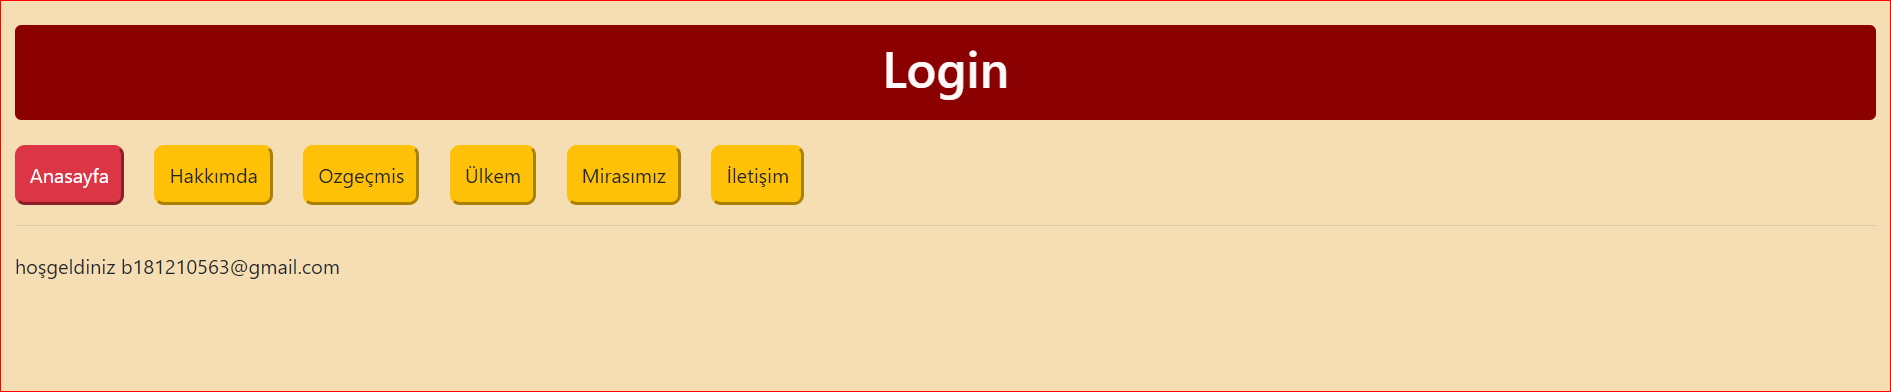 Login
Anasayfa Hakkımda Ozgeçmis Ülkem Mirasımız İletişim
hoşgeldiniz b181210563@gmail.com